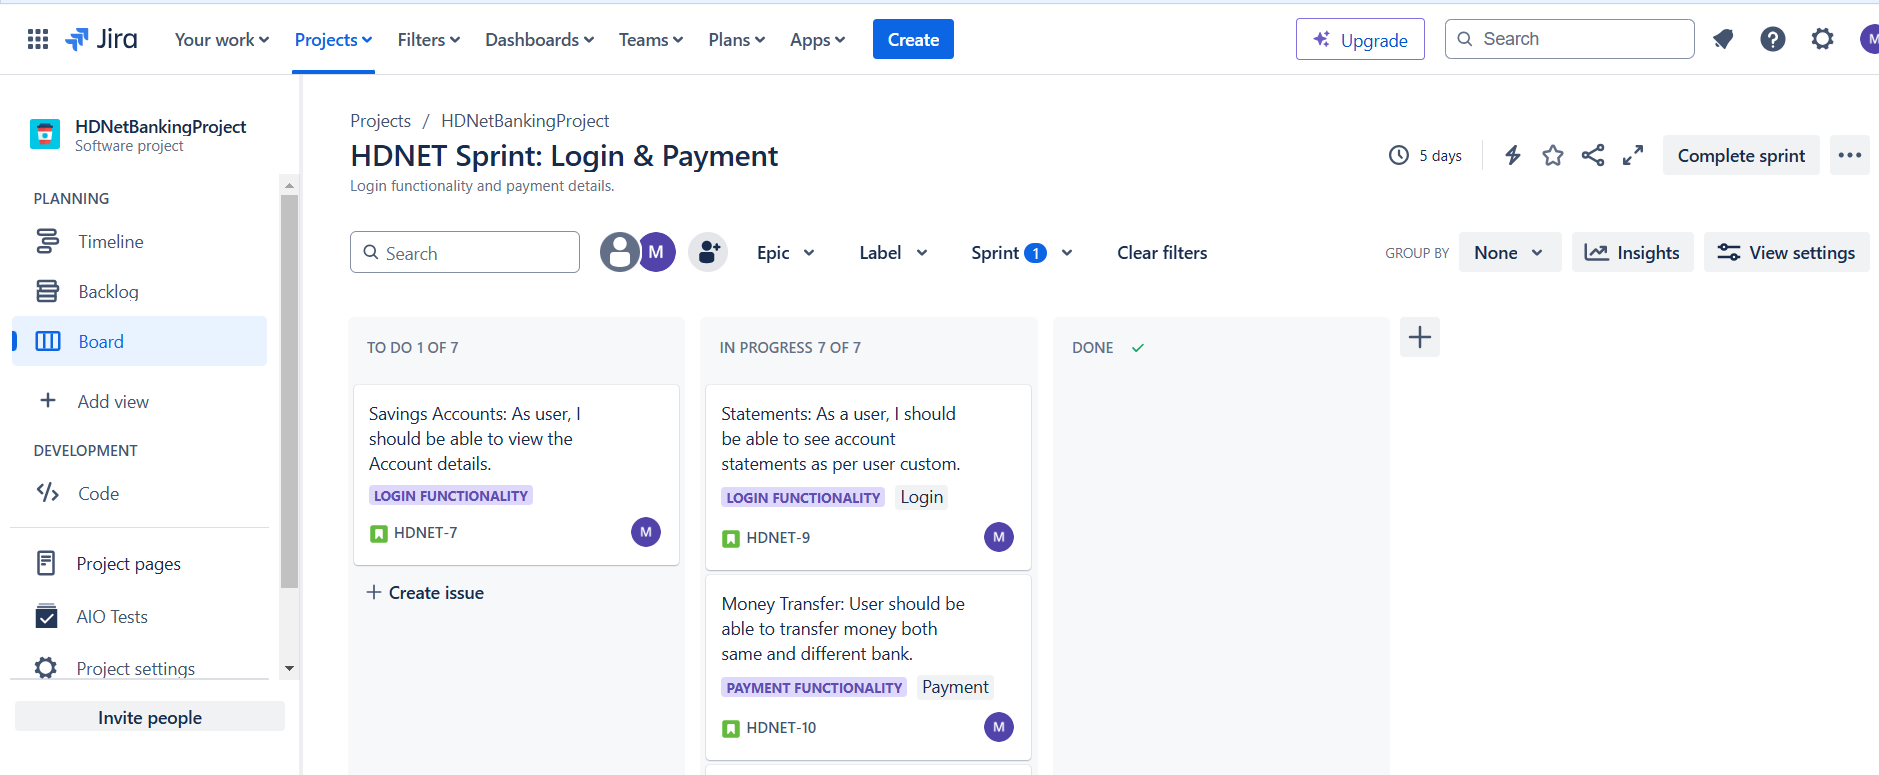 Jira
Your work
Projects
Filters
Dashboards
Teams
Plans
Apps
Create
Upgrade
Search
M
HDNetBankingProject
Software project
PLANNING
Timeline
Backlog
Board
Add view
DEVELOPMENT
Code
Project pages
AIO Tests
Project settings
Invite people
Projects / HDNetBankingProject
HDNET Sprint: Login & Payment
Login functionality and payment details.
5 days
Complete sprint
Search
M
Epic
Label
Sprint 1
Clear filters
GROUP BY
None
Insights
View settings
TO DO 1 OF 7
Savings Accounts: As user, I
should be able to view the
Account details.
LOGIN FUNCTIONALITY
HDNET-7
M
Create issue
IN PROGRESS 7 OF 7
Statements: As a user, I should
be able to see account
statements as per user custom.
LOGIN FUNCTIONALITY Login
HDNET-9
M
Money Transfer: User should be
able to transfer money both
same and different bank.
PAYMENT FUNCTIONALITY Payment
HDNET-10
M
DONE